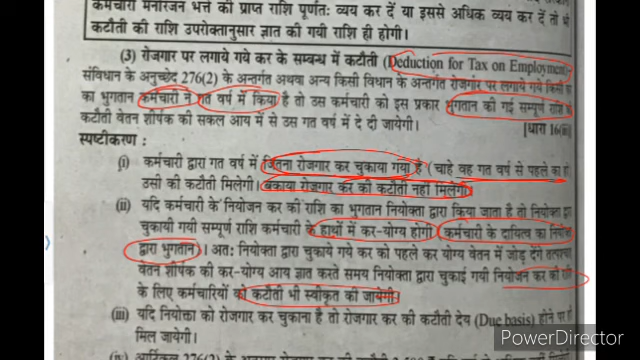 कर्मचारी मनोरंजन भत्ते की प्राप्त राशि पूर्णतः व्यय कर दें या इससे अधिक व्यय कर दें तो भी
कटौती की राशि उपरोक्तानुसार ज्ञात की गयी राशि ही होगी।
(3) रोजगार पर लगाये गये कर के सम्बन्ध में कटौती (Deduction for Tax on Employment)
संविधान के अनुच्छेद 276(2) के अन्तर्गत अथवा अन्य किसी विधान के अन्तर्गत रोजगार पर लगाये गये किसी
का भुगतान कर्मचारी ने गत वर्ष में किया है तो उस कर्मचारी को इस प्रकार भुगतान की गई सम्पूर्ण राशि
कटौती वेतन शीर्षक की सकल आय में से उस गत वर्ष में दे दी जायेगी। [धारा 16(iii)]
स्पष्टीकरण :
(i) कर्मचारी द्वारा गत वर्ष में जितना रोजगार कर चुकाया गया है (चाहे वह गत वर्ष से पहले का हो
उसी की कटौती मिलेगी। बकाया रोजगार कर की कटौती नहीं मिलेगी
(ii) यदि कर्मचारी के नियोजन कर की राशि का भुगतान नियोक्ता द्वारा किया जाता है तो नियोक्ता
चुकायी गयी सम्पूर्ण राशि कर्मचारी के हाथों में कर-योग्य होगी (कर्मचारी के दायित्व का
द्वारा भुगतान)। अतः नियोक्ता द्वारा चुकाये गये कर को पहले कर योग्य वेतन में जोड़ देंगे तत्पश्चात
वेतन शीर्षक की कर-योग्य आय ज्ञात करते समय नियोक्ता द्वारा चुकाई गयी नियोजन कर की
के लिए कर्मचारियों को कटौती भी स्वीकृत की जायेगी।
(iii) यदि नियोक्ता को रोजगार कर चुकाना है तो रोजगार कर की कटौती देय (Due basis) होने पर ही
मिल जायेगी।
PowerDirector